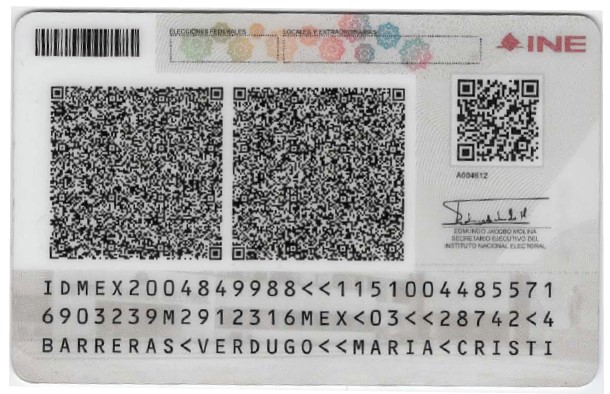 ELECCIONES FEDERALES LOCALES Y EXTRAORDINARIAS
INE
A004612
EDMUNDO JACOBO MOLINA
SECRETARIO EJECUTIVO DEL
INSTITUTO NACIONAL ELECTORAL
IDMEX2004849988<<1151004485571
6903239M2912316MEX<03<<28742<4
BARRERAS<VERDUGO<<MARIA<CRISTI